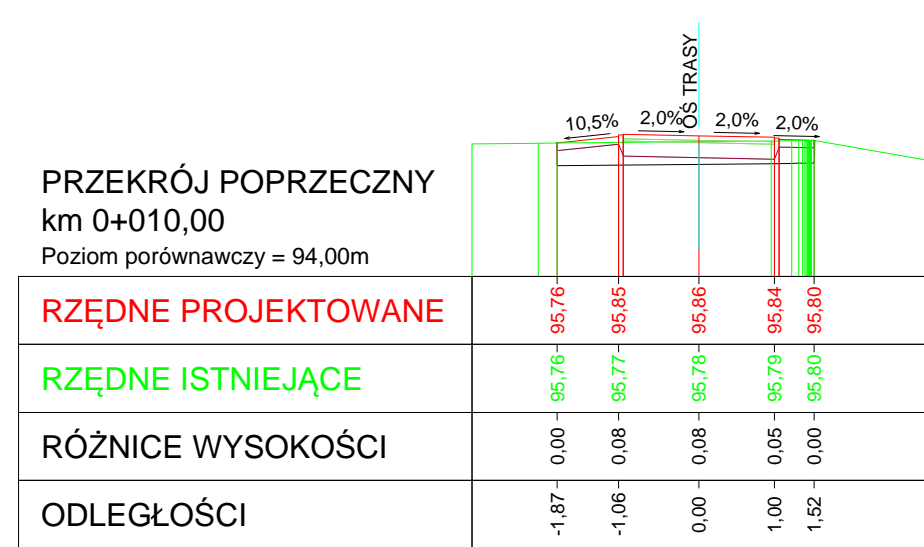 OŚ TRASY
10,5% 2,0% 2,0% 2,0%
PRZEKRÓJ POPRZECZNY
km 0+010,00
Poziom porównawczy = 94,00m
RZĘDNE PROJEKTOWANE 95,76 95,85 95,86 95,84 95,80
RZĘDNE ISTNIEJĄCE 95,76 95,77 95,78 95,79 95,80
RÓŻNICE WYSOKOŚCI 0,00 0,08 0,08 0,05 0,00
ODLEGŁOŚCI -1,87 -1,06 0,00 1,00 1,52